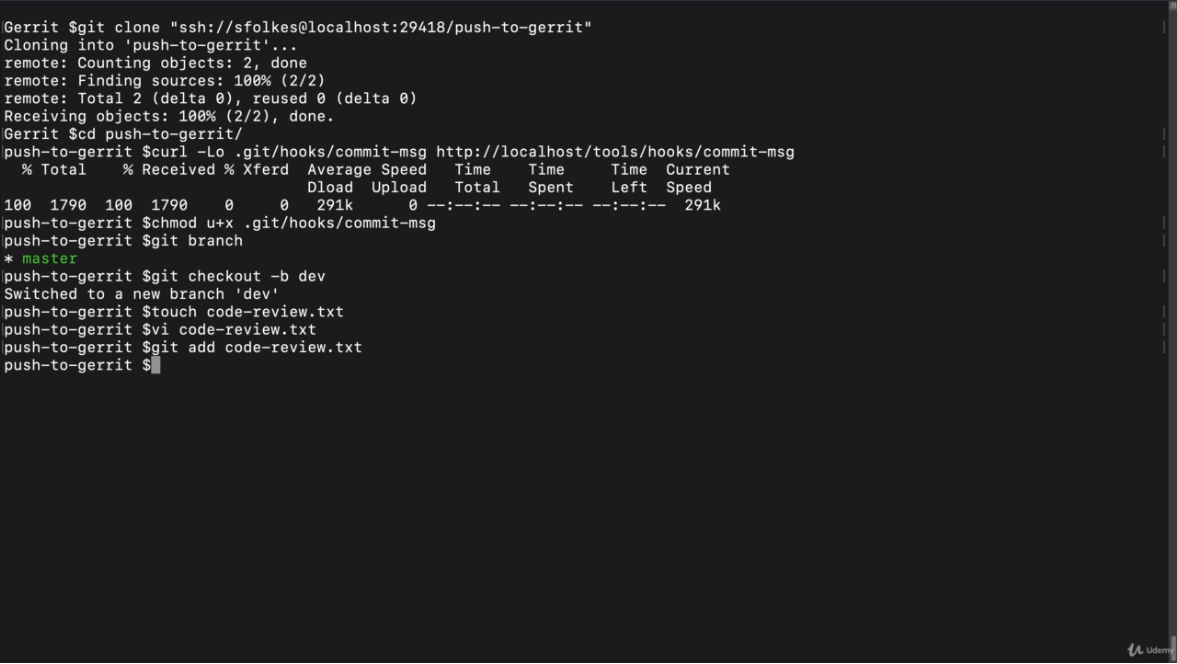 Gerrit $git clone "ssh://sfolkes@localhost:29418/push-to-gerrit"
Cloning into 'push-to-gerrit'...
remote: Counting objects: 2, done
remote: Finding sources: 100% (2/2)
remote: Total 2 (delta 0), reused 0 (delta 0)
Receiving objects: 100% (2/2), done.
Gerrit $cd push-to-gerrit/
push-to-gerrit $curl -Lo .git/hooks/commit-msg http://localhost/tools/hooks/commit-msg
  % Total    % Received % Xferd  Average Speed   Time    Time     Time  Current
                                 Dload  Upload   Total   Spent    Left  Speed
100  1790  100  1790    0     0   291k      0 --:--:-- --:--:-- --:--:--  291k
push-to-gerrit $chmod u+x .git/hooks/commit-msg
push-to-gerrit $git branch
* master
push-to-gerrit $git checkout -b dev
Switched to a new branch 'dev'
push-to-gerrit $touch code-review.txt
push-to-gerrit $vi code-review.txt
push-to-gerrit $git add code-review.txt
push-to-gerrit $
Udemy